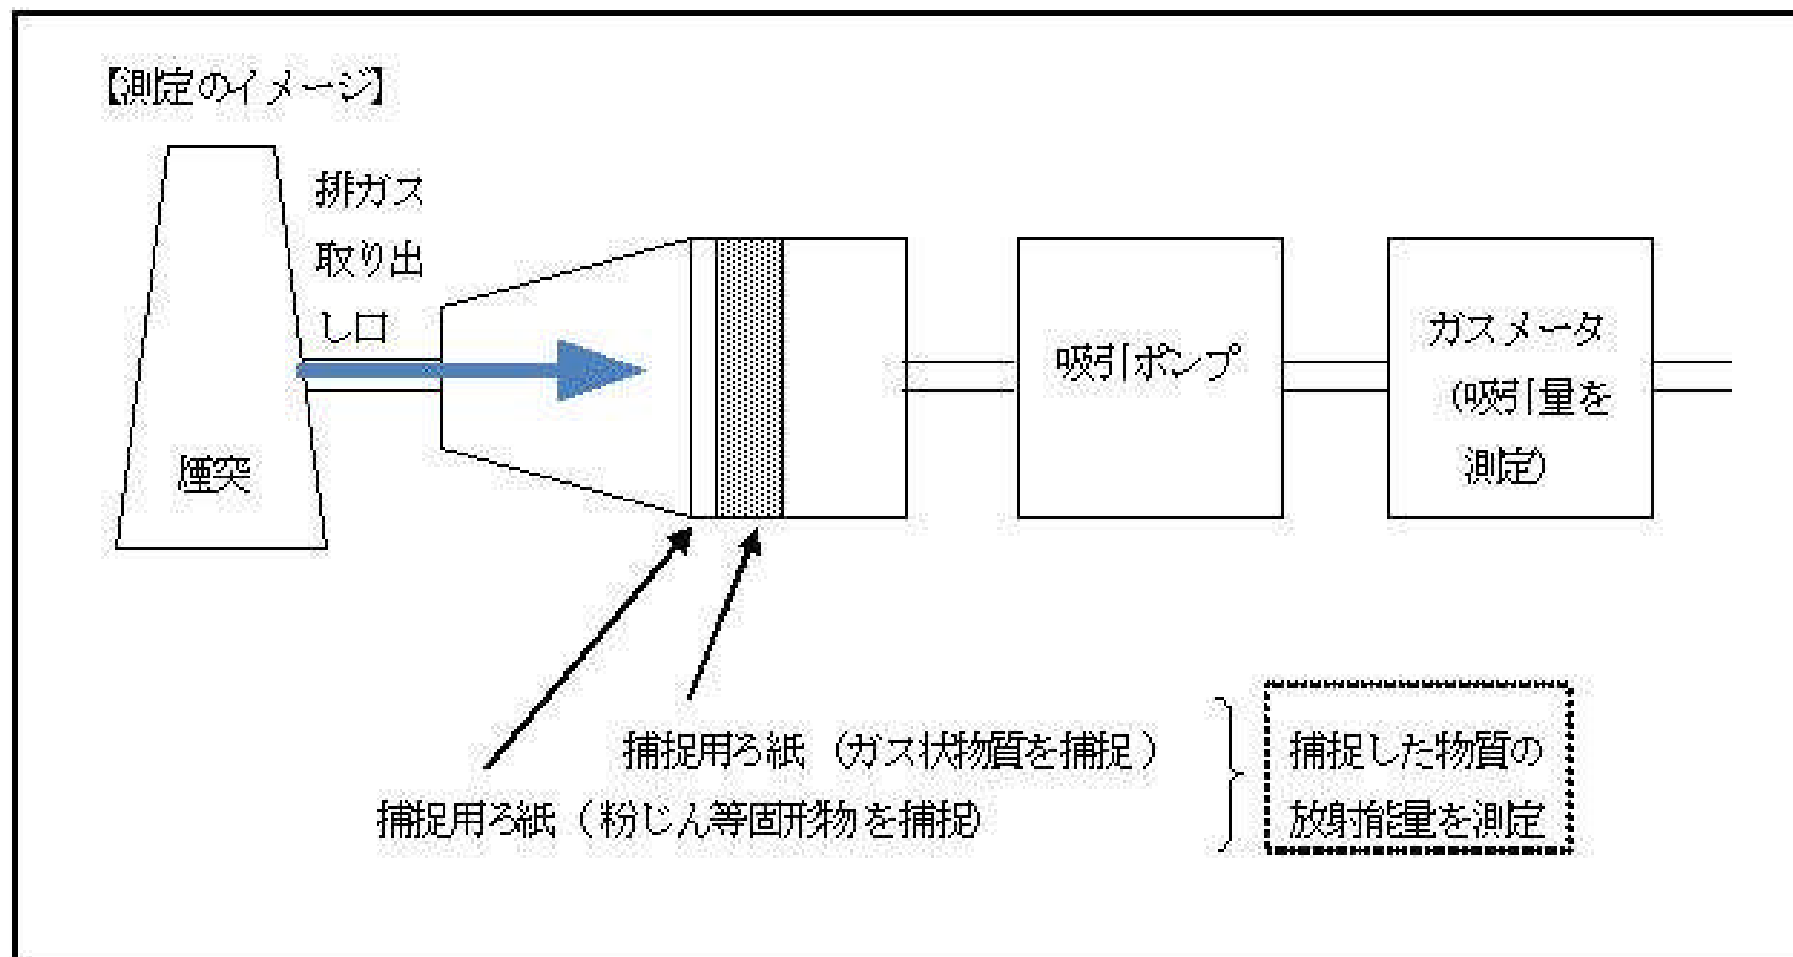 【測定のイメージ】
排ガス
取り出
し口
煙突
吸引ポンプ
ガスメータ
（吸引量を
測定）
捕捉用ろ紙（ガス状物質を捕捉）
捕捉用ろ紙（粉じん等固形物を捕捉）
捕捉した物質の
放射能量を測定